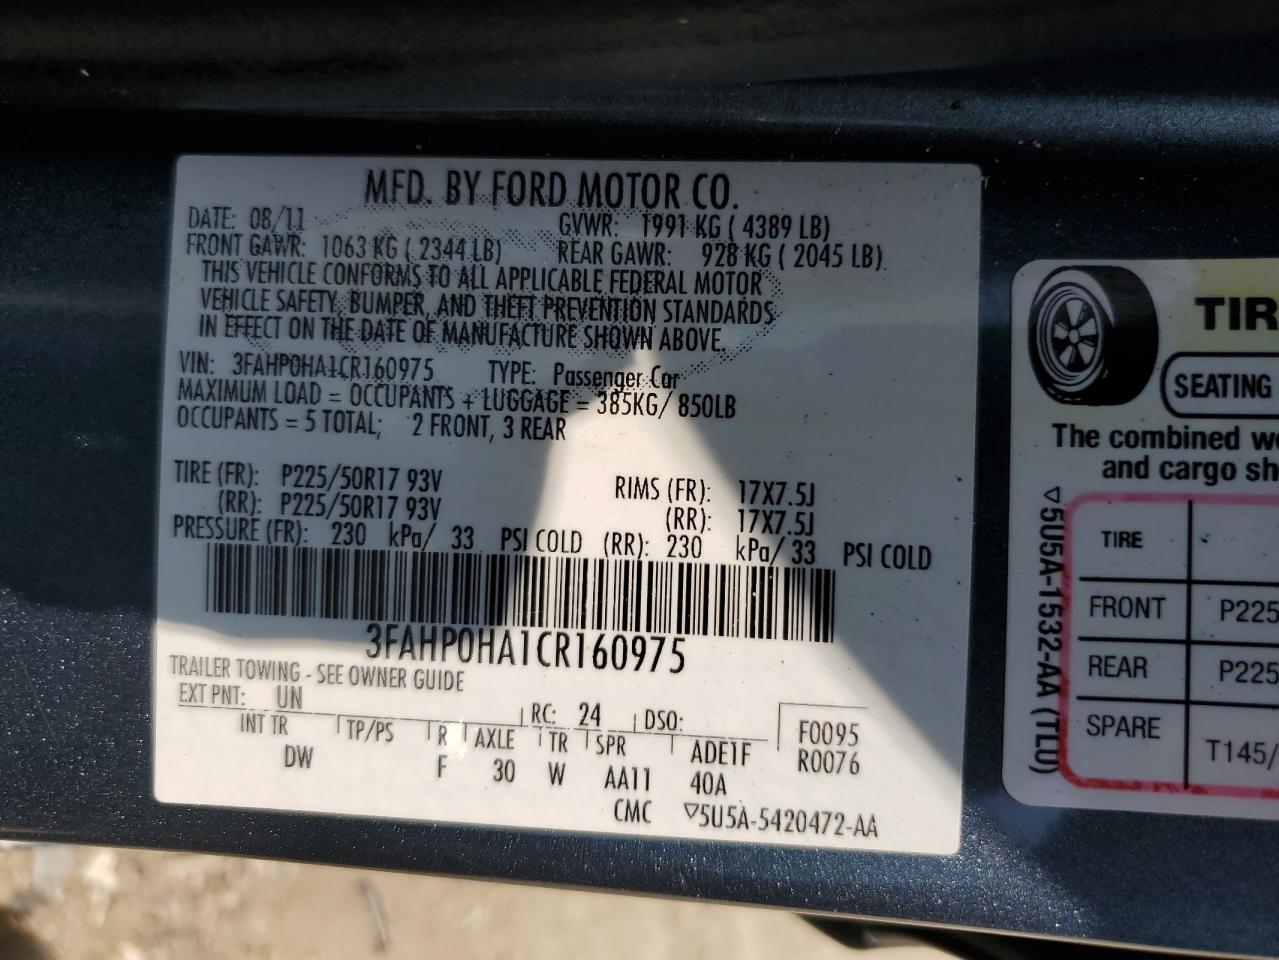 MFD. BY FORD MOTOR CO.
DATE: 08/11 GVWR: 1991 KG ( 4389 LB)
FRONT GAWR: 1063 KG ( 2344 LB) REAR GAWR: 928 KG ( 2045 LB)
THIS VEHICLE CONFORMS TO ALL APPLICABLE FEDERAL MOTOR
VEHICLE SAFETY, BUMPER, AND THEFT PREVENTION STANDARDS
IN EFFECT ON THE DATE OF MANUFACTURE SHOWN ABOVE.
VIN: 3FAHP0HA1CR160975 TYPE: Passenger Car
MAXIMUM LOAD = OCCUPANTS + LUGGAGE = 385KG/ 850LB
OCCUPANTS = 5 TOTAL; 2 FRONT, 3 REAR
TIRE (FR): P225/50R17 93V RIMS (FR): 17X7.5J
(RR): P225/50R17 93V (RR): 17X7.5J
PRESSURE (FR): 230 kPa/ 33 PSI COLD (RR): 230 kPa/ 33 PSI COLD
3FAHP0HA1CR160975
TRAILER TOWING - SEE OWNER GUIDE
EXT PNT: UN RC: 24 DSO: F0095
INT TR TP/PS R AXLE TR SPR ADE1F R0076
DW F 30 W AA11 40A
CMC ▽5U5A-5420472-AA
TIR
SEATING
The combined we
and cargo sh
TIRE
FRONT P225
REAR P225
SPARE T145/
▽5U5A-1532-AA (TL0)